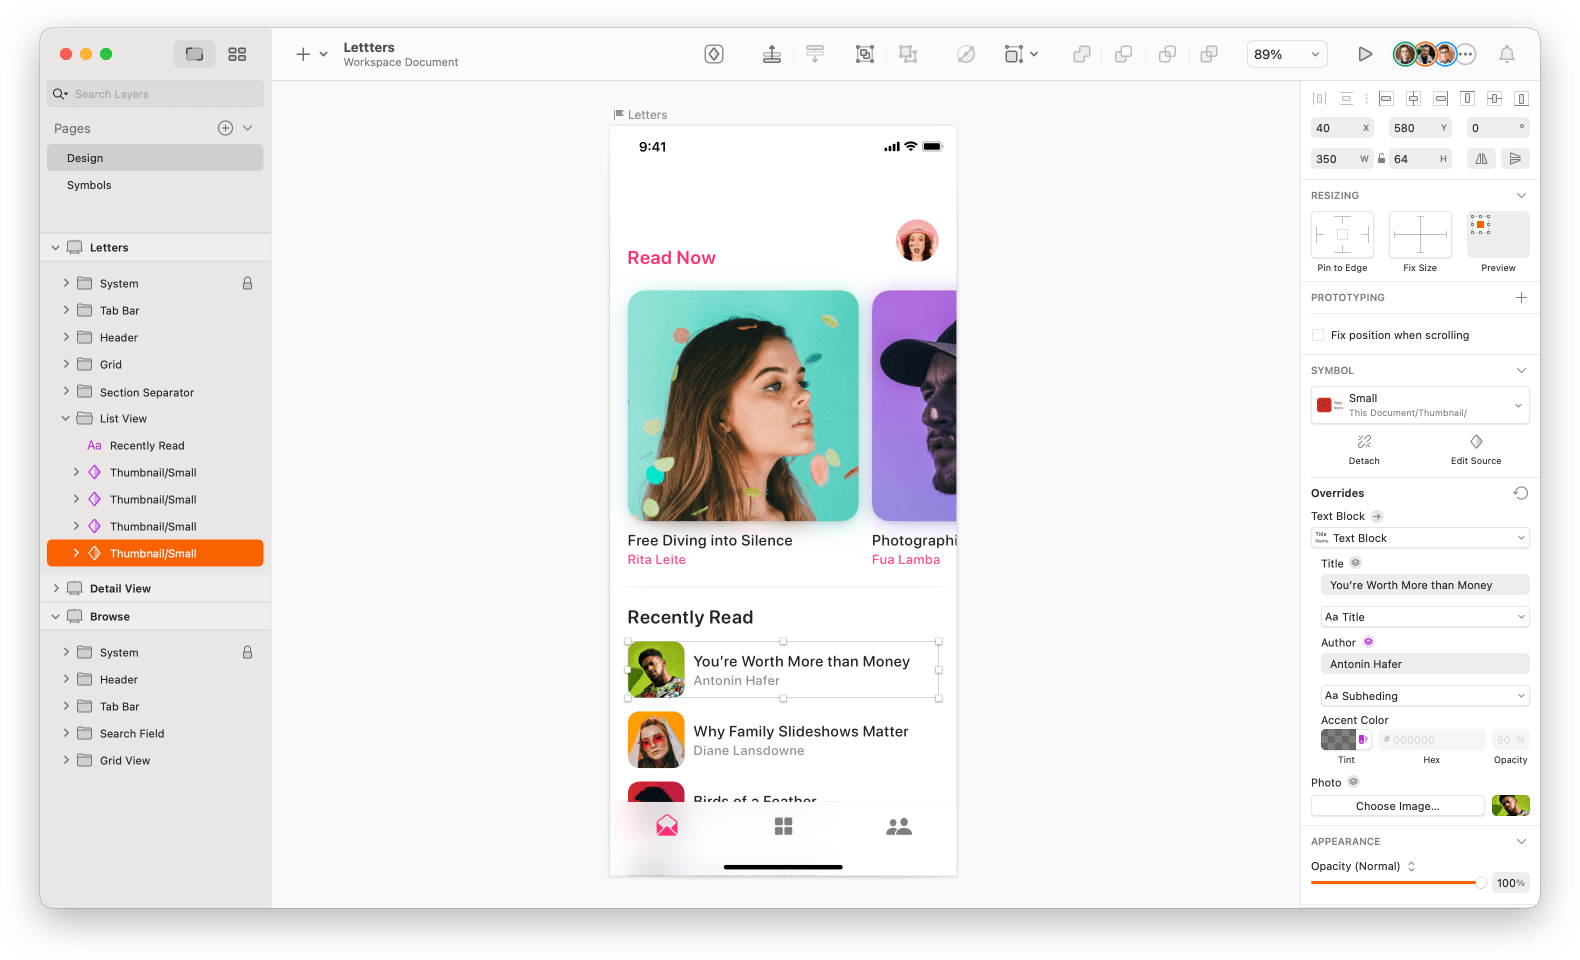 Lettters
Workspace Document
89%
Search Layers
Pages
Design
Symbols
Letters
System
Tab Bar
Header
Grid
Section Separator
List View
Aa Recently Read
Thumbnail/Small
Thumbnail/Small
Thumbnail/Small
Thumbnail/Small
Detail View
Browse
System
Header
Tab Bar
Search Field
Grid View
Letters
9:41
Read Now
Free Diving into Silence
Rita Leite
Photographi
Fua Lamba
Recently Read
You’re Worth More than Money
Antonin Hafer
Why Family Slideshows Matter
Diane Lansdowne
Birds of a Feather
40 X
580 Y
0 °
350 W
64 H
RESIZING
Pin to Edge
Fix Size
Preview
PROTOTYPING
Fix position when scrolling
SYMBOL
Title
Name
Small
This Document/Thumbnail/
Detach
Edit Source
Overrides
Text Block
Title
Name
Text Block
Title
You’re Worth More than Money
Aa Title
Author
Antonin Hafer
Aa Subheding
Accent Color
# 000000
50 %
Tint
Hex
Opacity
Photo
Choose Image...
APPEARANCE
Opacity (Normal)
100%